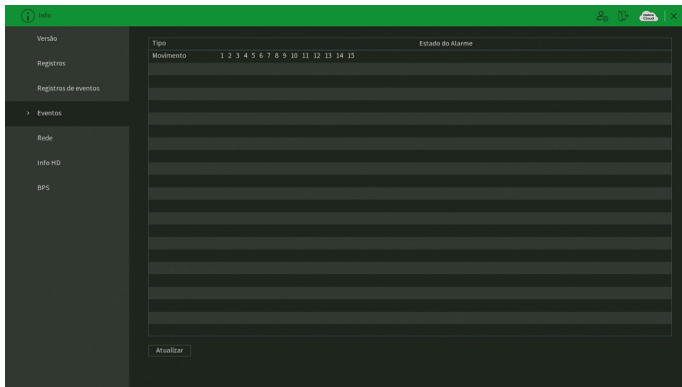 Info
Versão
Registros
Registros de eventos
> Eventos
Rede
Info HD
BPS
Tipo Estado do Alarme
Movimento 1 2 3 4 5 6 7 8 9 10 11 12 13 14 15
Atualizar